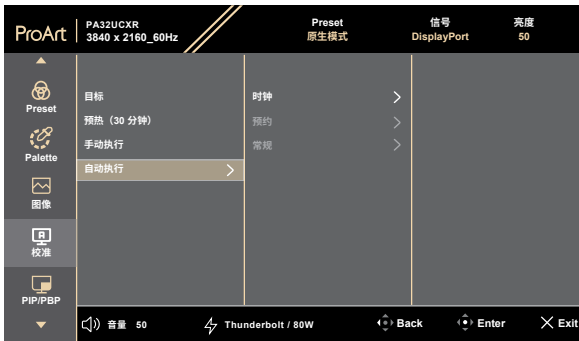 ProArt
PA32UCXR
3840 x 2160_60Hz
Preset
原生模式
信号
DisplayPort
亮度
50
Preset
Palette
图像
校准
PIP/PBP
目标
预热（30 分钟）
手动执行
自动执行
时钟
预约
常规
音量 50
Thunderbolt / 80W
Back
Enter
Exit